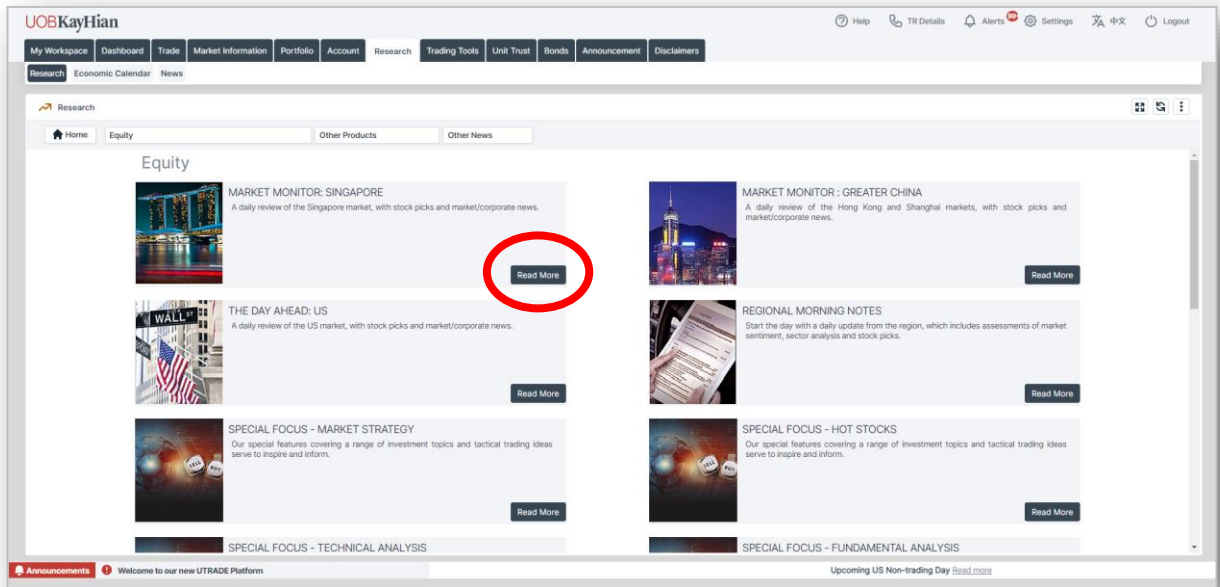 UOBKayHian
Help TR Details Alerts 99+ Settings 中文 Logout
My Workspace Dashboard Trade Market Information Portfolio Account Research Trading Tools Unit Trust Bonds Announcement Disclaimers
Research Economic Calendar News
Research
Home Equity Other Products Other News
Equity
MARKET MONITOR: SINGAPORE
A daily review of the Singapore market, with stock picks and market/corporate news.
Read More
MARKET MONITOR : GREATER CHINA
A daily review of the Hong Kong and Shanghai markets, with stock picks and
market/corporate news.
Read More
WALL ST
THE DAY AHEAD: US
A daily review of the US market, with stock picks and market/corporate news.
Read More
REGIONAL MORNING NOTES
Start the day with a daily update from the region, which includes assessments of market
sentiment, sector analysis and stock picks.
Read More
SELL BUY
SPECIAL FOCUS - MARKET STRATEGY
Our special features covering a range of investment topics and tactical trading ideas
serve to inspire and inform.
Read More
SELL BUY
SPECIAL FOCUS - HOT STOCKS
Our special features covering a range of investment topics and tactical trading ideas
serve to inspire and inform.
Read More
SPECIAL FOCUS - TECHNICAL ANALYSIS
SPECIAL FOCUS - FUNDAMENTAL ANALYSIS
Announcements Welcome to our new UTRADE Platform
Upcoming US Non-trading Day Read more